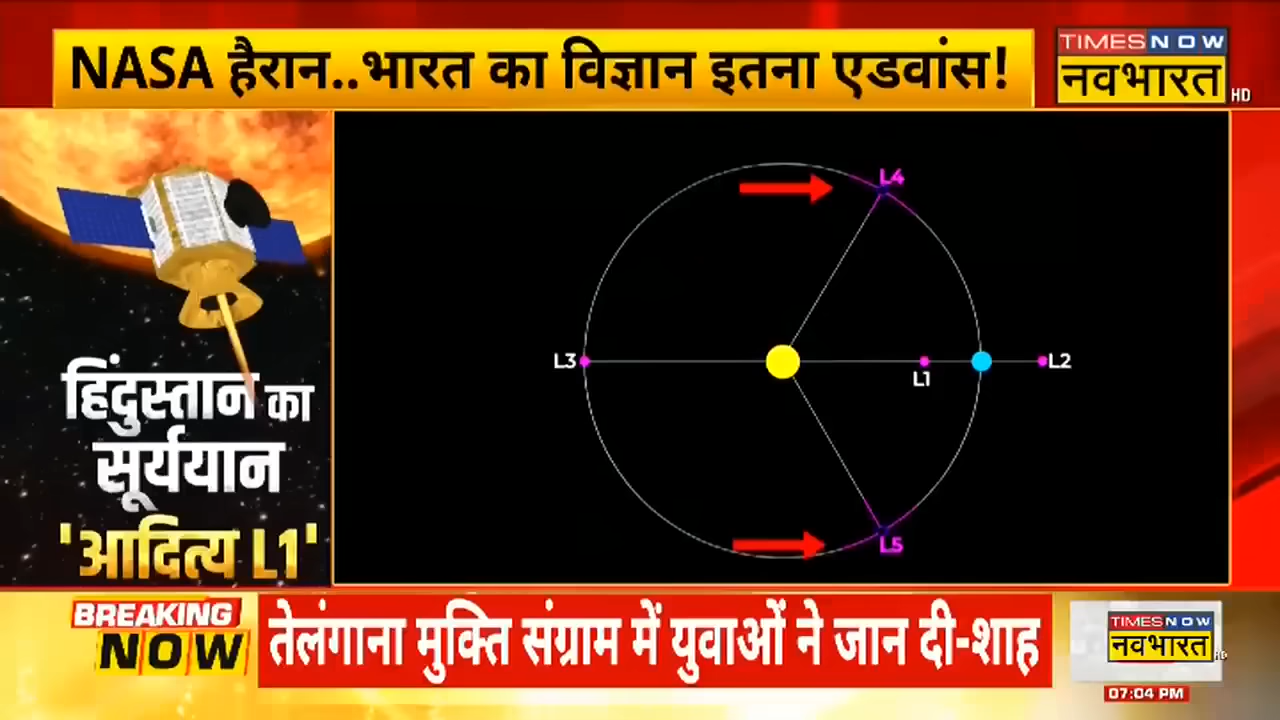 NASA हैरान..भारत का विज्ञान इतना एडवांस!
TIMES NOW
नवभारत
HD
L4
L3
L1
L2
L5
हिंदुस्तान का
सूर्ययान
'आदित्य L1'
BREAKING
NOW
तेलंगाना मुक्ति संग्राम में युवाओं ने जान दी-शाह
TIMES NOW
नवभारत
HD
07:04 PM